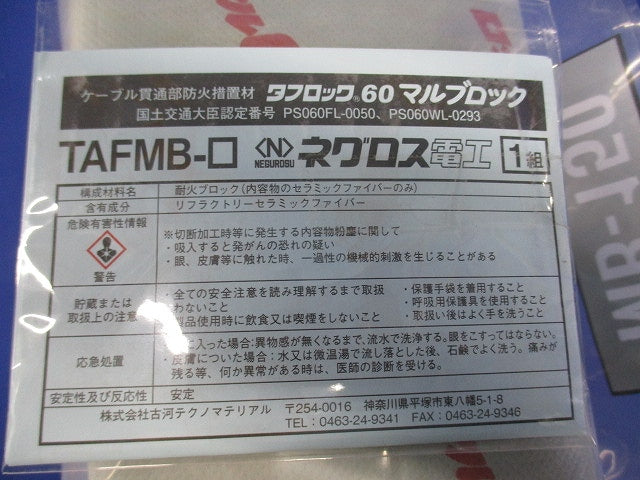 ケーブル貫通部防火措置材 タフロック®60 マルブロック
国土交通大臣認定番号 PS060FL-0050、PS060WL-0293
TAFMB-□ <N> NEGUROSU ネグロス電工 1組
構成材料名 耐火ブロック(内容物のセラミックファイバーのみ)
含有成分 リフラクトリーセラミックファイバー
危険有害性情報
警告
※切断加工時等に発生する内容物粉塵に関して
・吸入すると発がんの恐れの疑い
・眼、皮膚等に触れた時、一過性の機械的刺激を生じることがある
貯蔵または
取扱上の注意
・全ての安全注意を読み理解するまで取扱
わないこと
製品使用時に飲食又は喫煙をしないこと
・保護手袋を着用すること
・呼吸用保護具を使用すること
・取扱い後はよく手を洗うこと
応急処置
に入った場合:異物感が無くなるまで、流水で洗浄する。眼をこすってはならない。
・皮膚についた場合:水又は微温湯で流し落とした後、石鹸でよく洗う。痛みが
残る等、何か異常がある時は、医師の診断を受ける。
安定性及び反応性 安定
株式会社古河テクノマテリアル 〒254-0016 神奈川県平塚市東八幡5-1-8
TEL:0463-24-9341 FAX:0463-24-9346